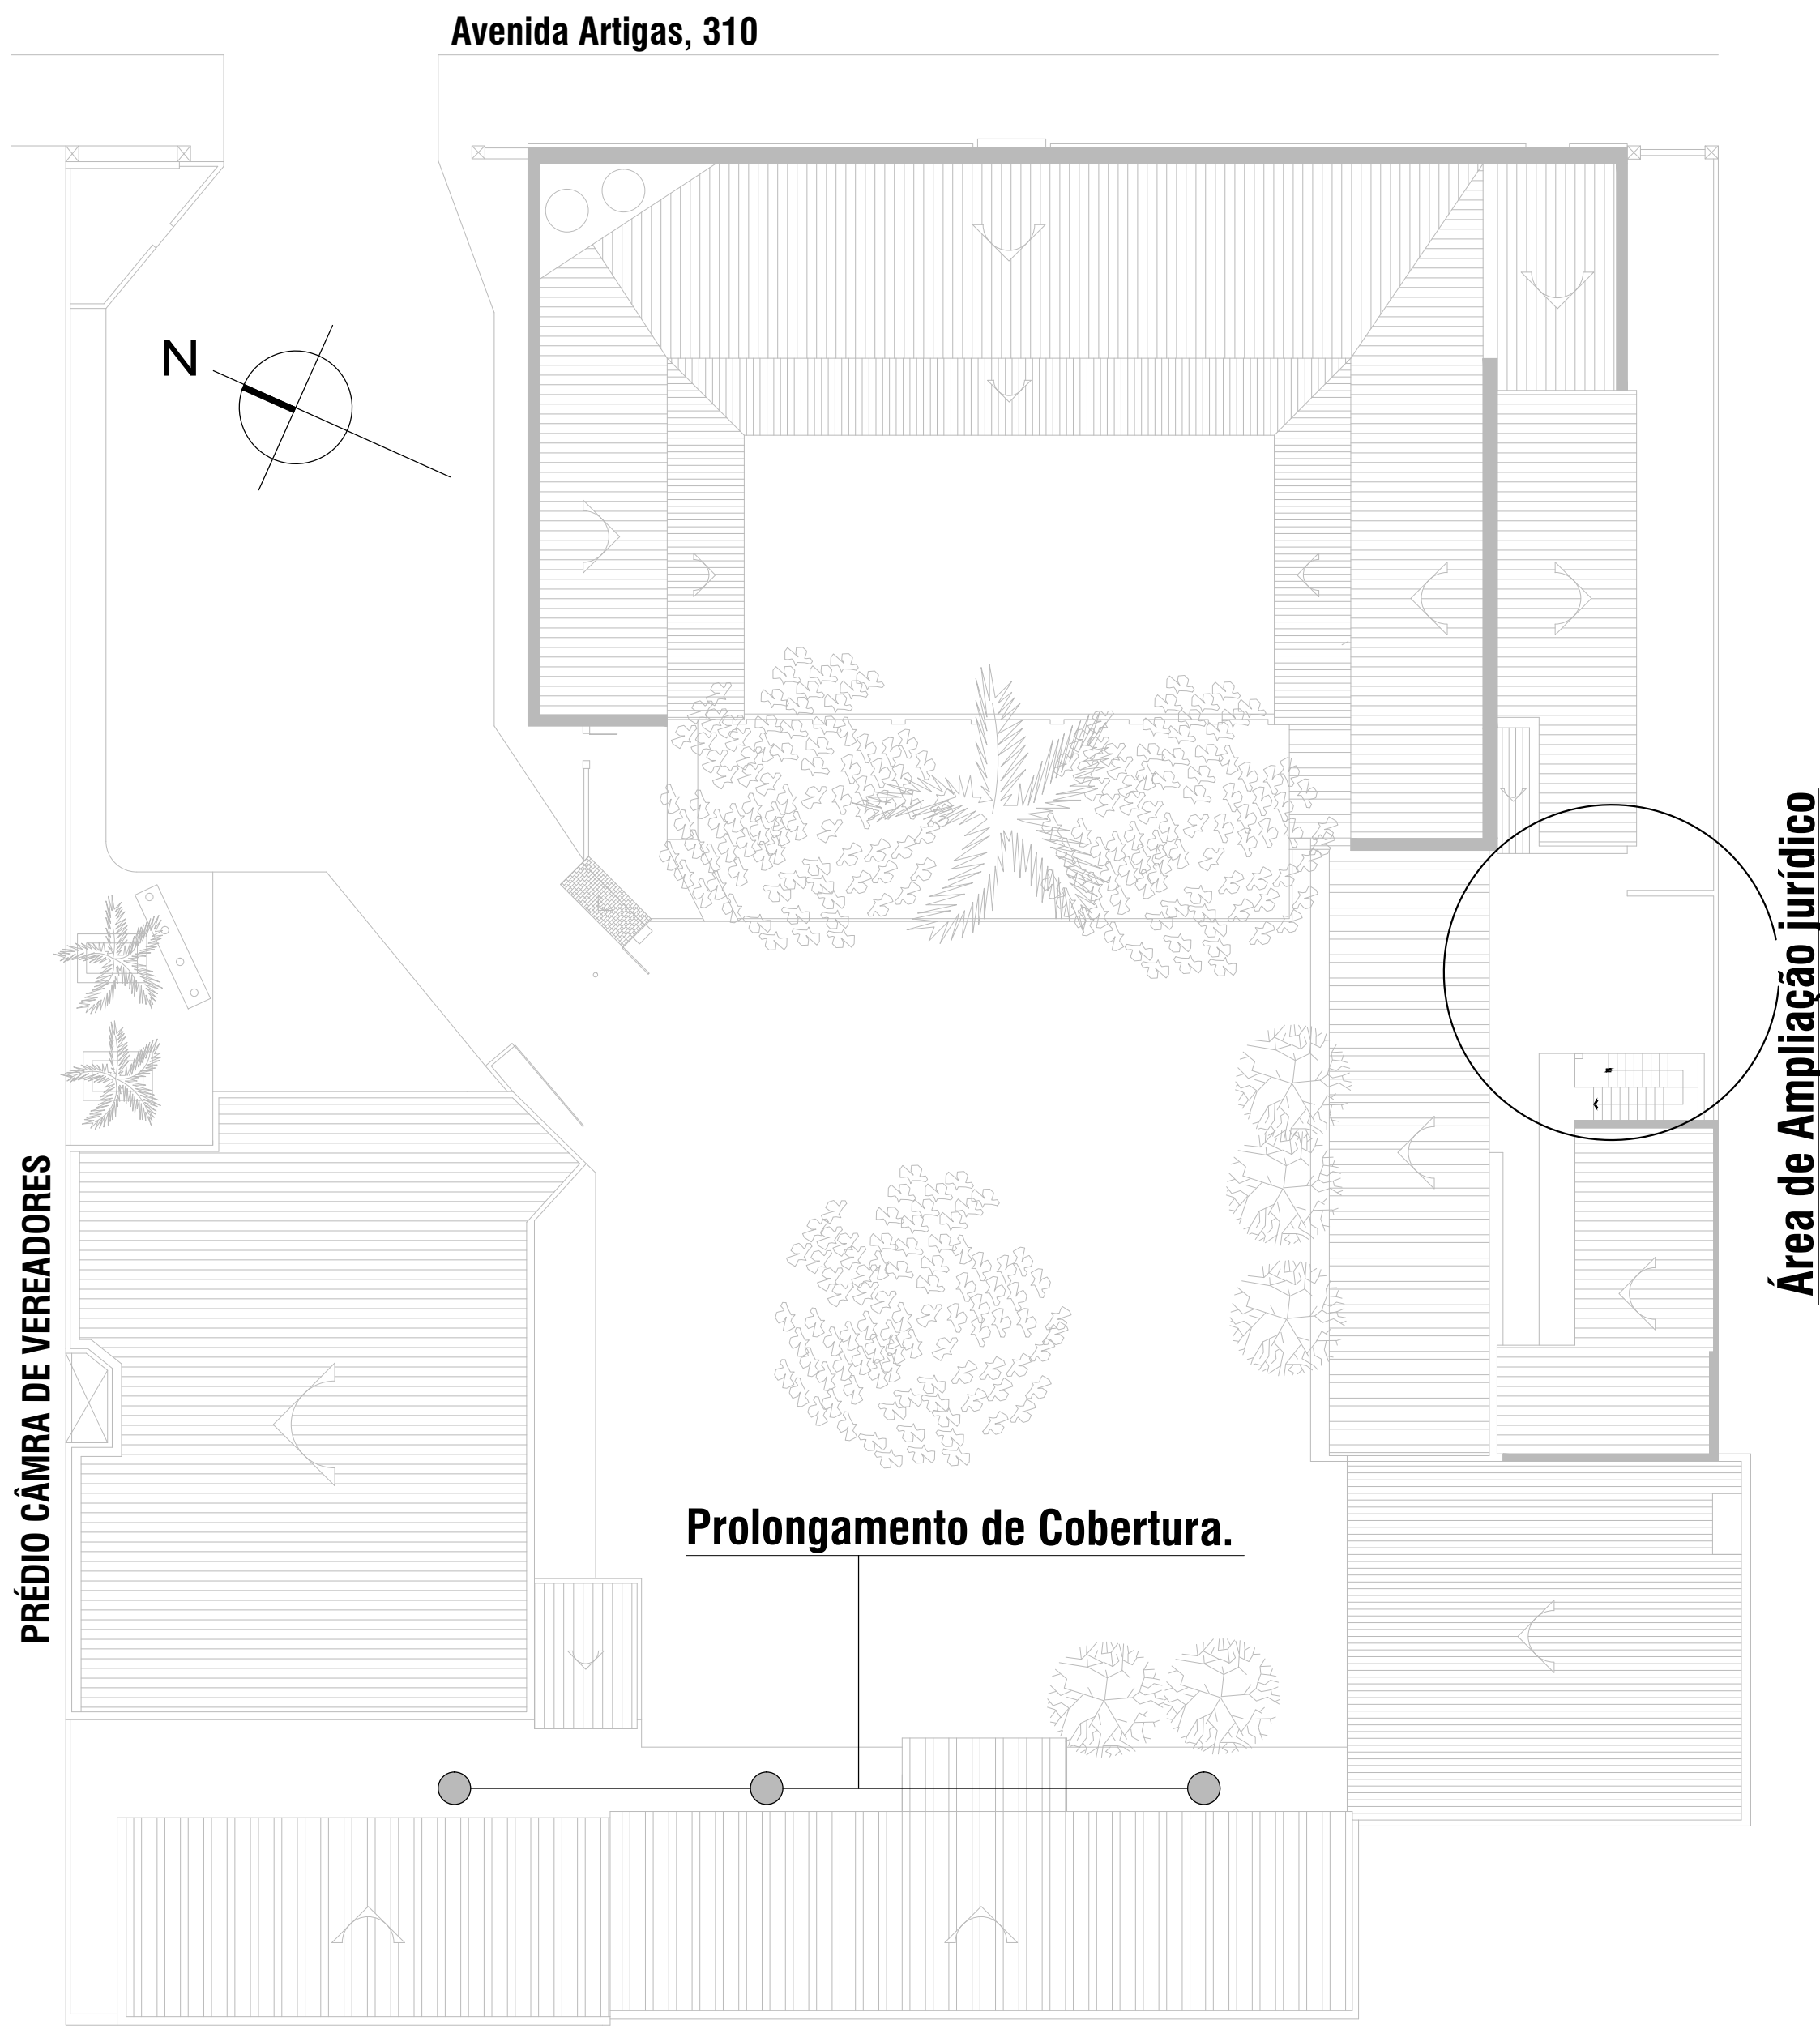 Avenida Artigas, 310
N
Área de Ampliação jurídico
PRÉDIO CÂMRA DE VEREADORES
Prolongamento de Cobertura.